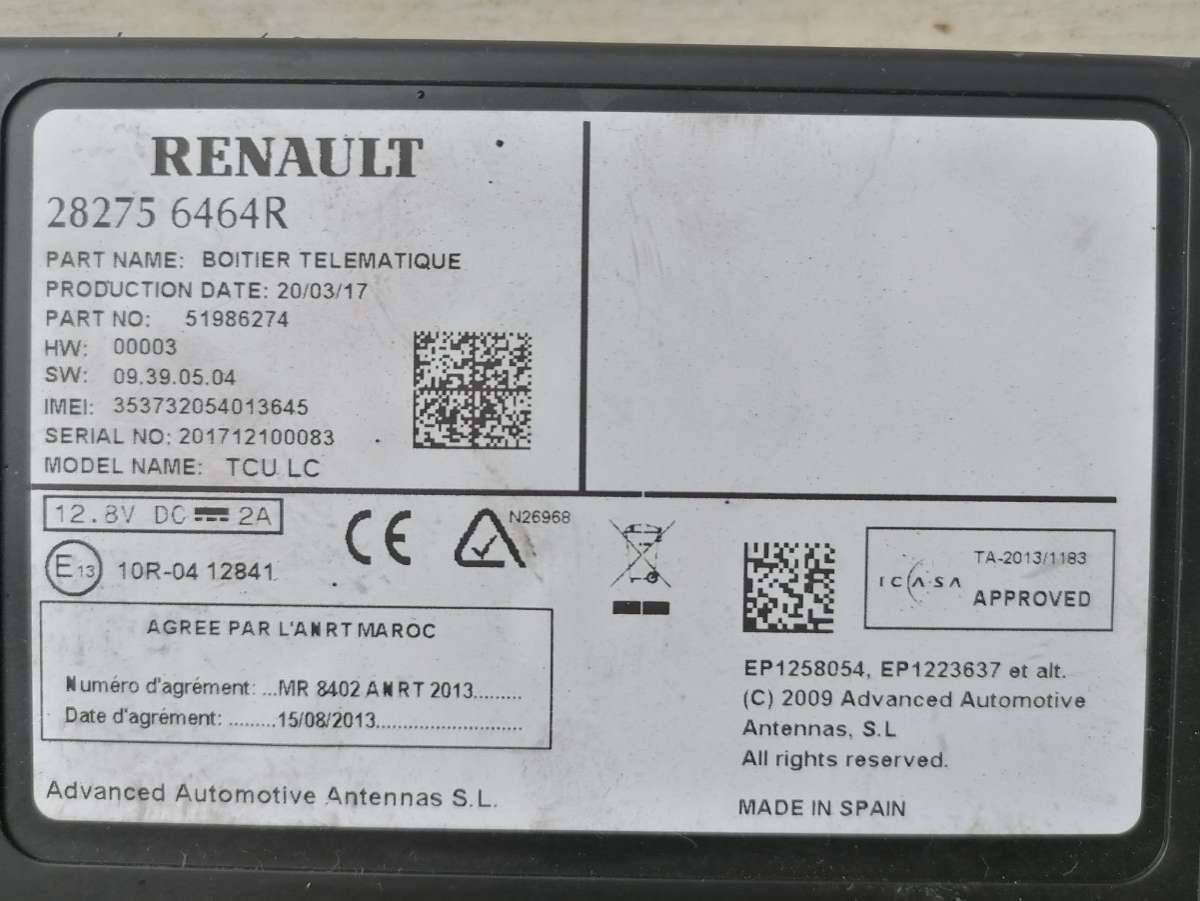 RENAULT
28275 6464R
PART NAME: BOITIER TELEMATIQUE
PRODUCTION DATE: 20/03/17
PART NO: 51986274
HW: 00003
SW: 09.39.05.04
IMEI: 353732054013645
SERIAL NO: 201712100083
MODEL NAME: TCU LC
12.8V DC 2A
CE
N26968
E13 10R-04 12841
AGREE PAR L'ANRT MAROC
Numéro d'agrément: ...MR 8402 ANRT 2013.........
Date d'agrément: .........15/08/2013...........................
Advanced Automotive Antennas S.L.
TA-2013/1183
ICASA
APPROVED
EP1258054, EP1223637 et alt.
(C) 2009 Advanced Automotive
Antennas, S.L
All rights reserved.
MADE IN SPAIN